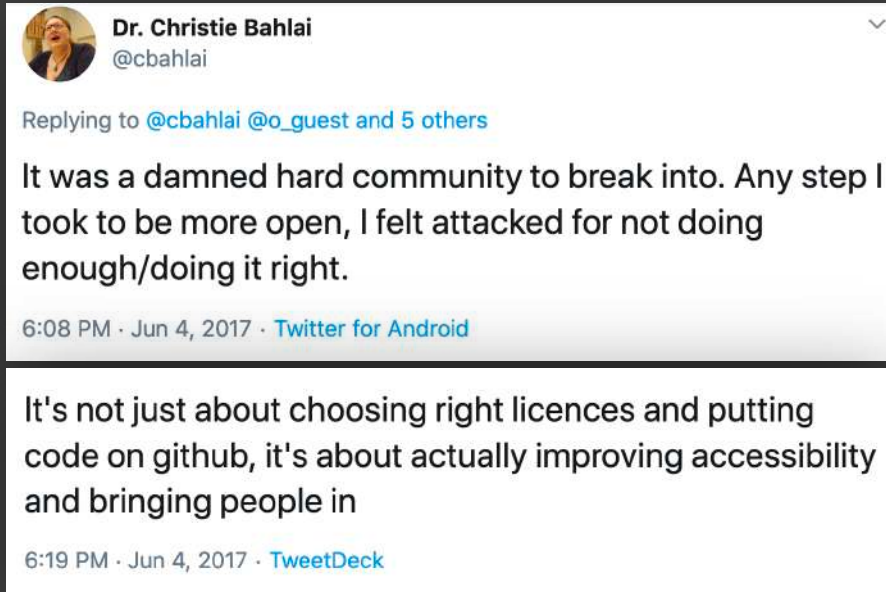 Dr. Christie Bahlai
@cbahlai
Replying to @cbahlai @o_guest and 5 others
It was a damned hard community to break into. Any step I
took to be more open, I felt attacked for not doing
enough/doing it right.
6:08 PM · Jun 4, 2017 · Twitter for Android
It's not just about choosing right licences and putting
code on github, it's about actually improving accessibility
and bringing people in
6:19 PM · Jun 4, 2017 · TweetDeck